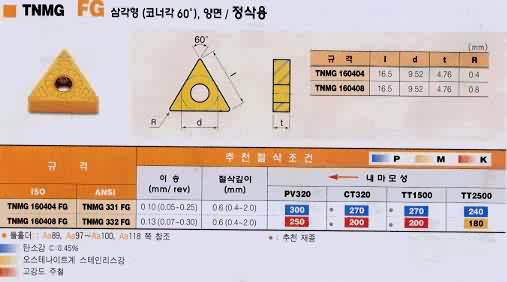 TNMG FG 삼각형 (코너각 60˚), 양면 / 정삭용
(mm)
규 격 l d t R
TNMG 160404 16.5 9.52 4.76 0.4
TNMG 160408 16.5 9.52 4.76 0.8
60˚
l
R
d
t
규 격 추천절삭조건 P M K
ISO ANSI 이 송 (mm/ rev) 절삭깊이 (mm) 내마모성
PV320 CT320 TT1500 TT2500
TNMG 160404 FG TNMG 331 FG 0.10 (0.05-0.25) 0.6 (0.4-2.0) 300 270 270 240
TNMG 160408 FG TNMG 332 FG 0.13 (0.07-0.30) 0.6 (0.4-2.0) 250 200 200 180
툴홀더 : Aa89, Aa97~Aa100, Aa118 쪽 참조
: 추천 재종
탄소강 C:0.45%
오스테나이트계 스테인리스강
고강도 주철